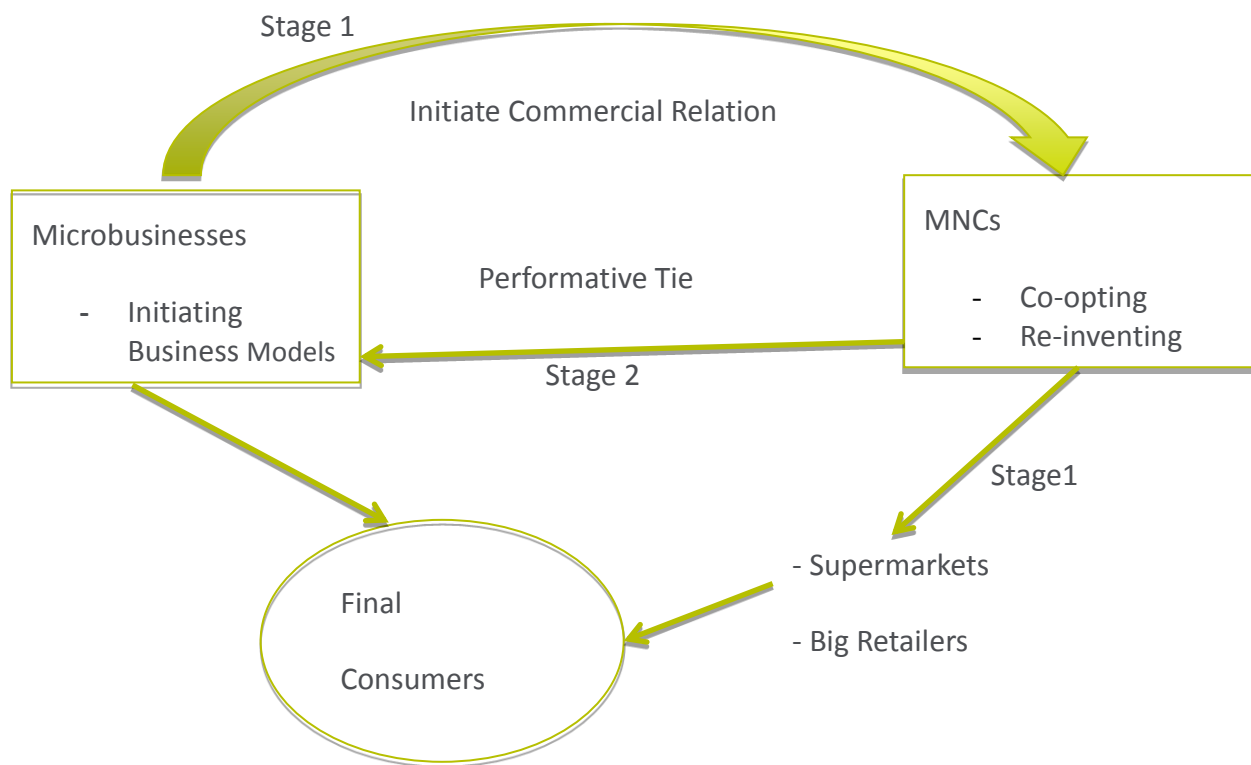 Stage 1
Initiate Commercial Relation
Microbusinesses
- Initiating
Business Models
MNCs
- Co-opting
- Re-inventing
Performative Tie
Stage 2
Stage1
- Supermarkets
- Big Retailers
Final
Consumers